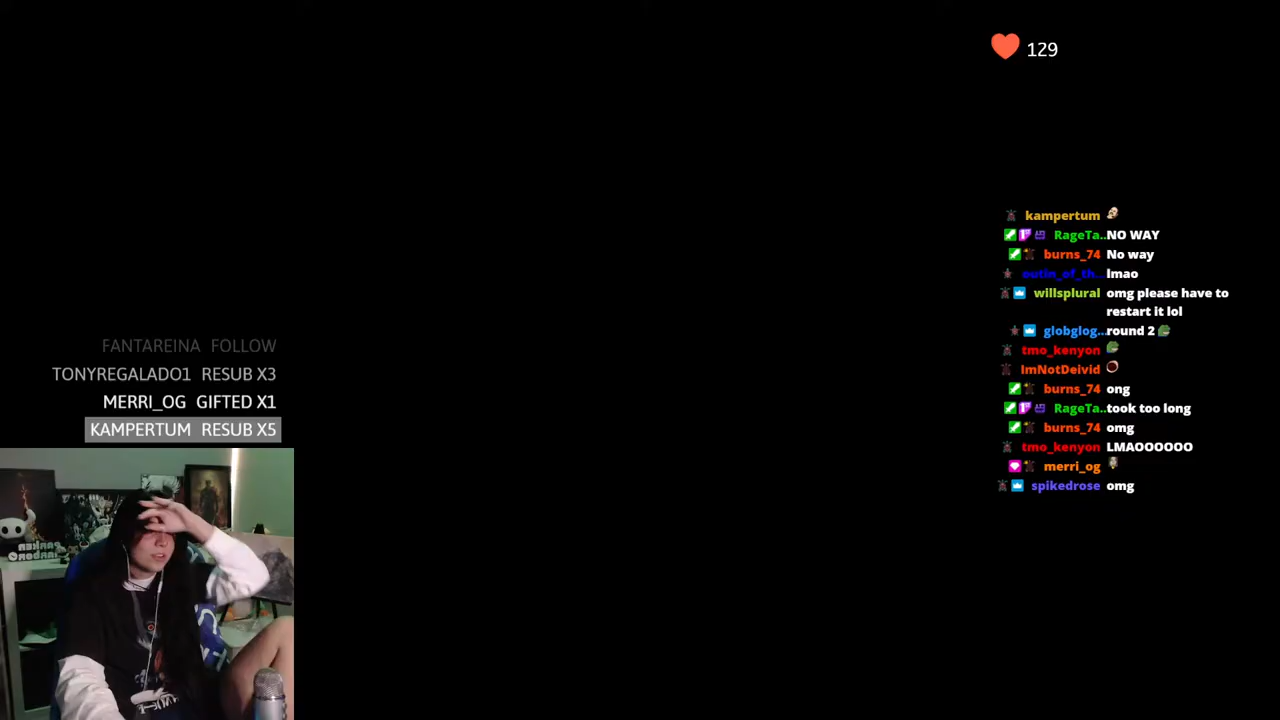 129
kampertum
RageTa..NO WAY
burns_74 No way
outin_of_th... lmao
willsplural omg please have to
restart it lol
globglog...round 2
tmo_kenyon
ImNotDeivid
burns_74 ong
RageTa..took too long
burns_74 omg
tmo_kenyon LMAOOOOOO
merri_og
spikedrose omg
FANTAREINA FOLLOW
TONYREGALADO1 RESUB X3
MERRI_OG GIFTED X1
KAMPERTUM RESUB X5